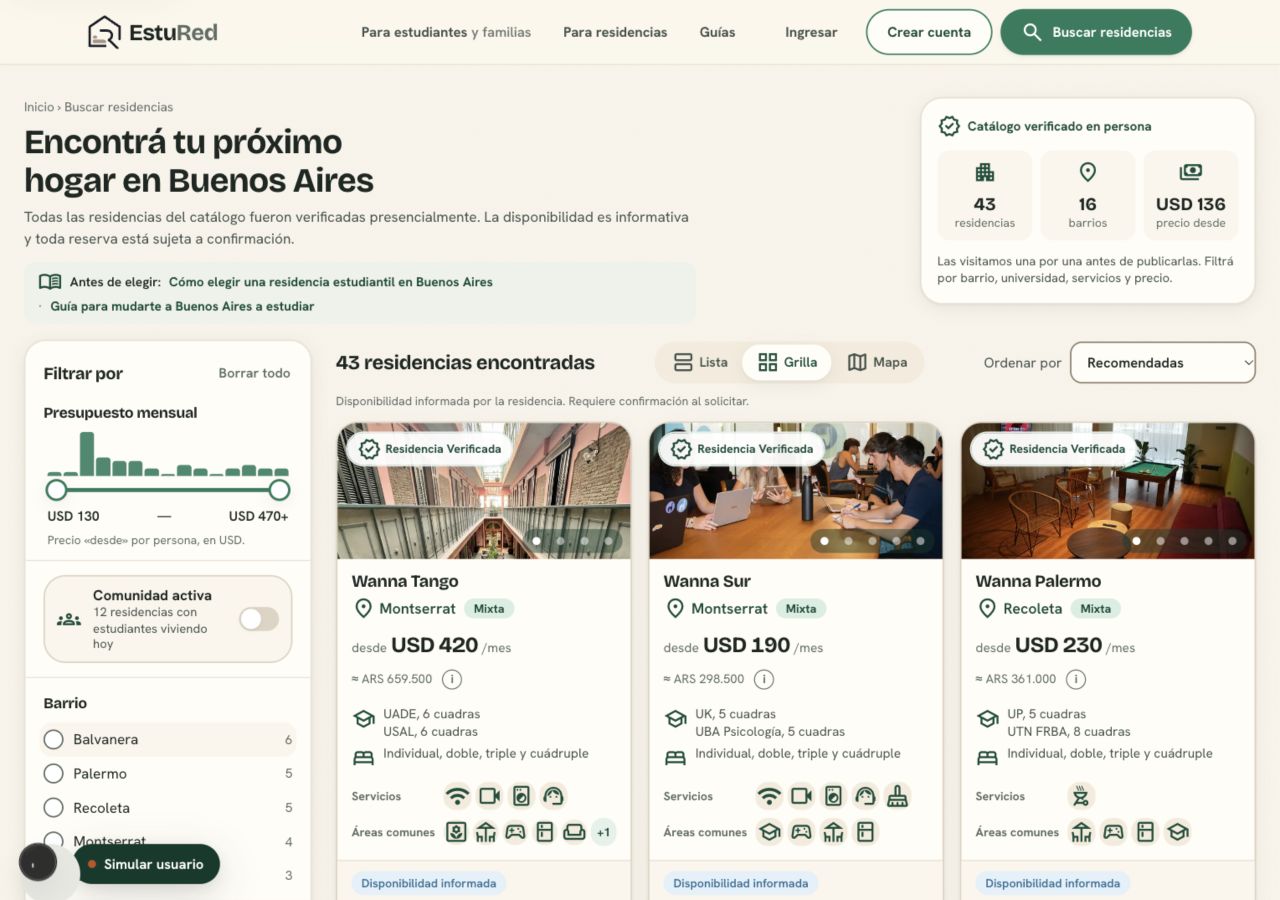 EstuRed
Para estudiantes y familias
Para residencias
Guías
Ingresar
Crear cuenta
Buscar residencias
Inicio › Buscar residencias
Encontrá tu próximo
hogar en Buenos Aires
Todas las residencias del catálogo fueron verificadas presencialmente. La disponibilidad es informativa
y toda reserva está sujeta a confirmación.
Antes de elegir: Cómo elegir una residencia estudiantil en Buenos Aires
· Guía para mudarte a Buenos Aires a estudiar
Catálogo verificado en persona
43
residencias
16
barrios
USD 136
precio desde
Las visitamos una por una antes de publicarlas. Filtrá
por barrio, universidad, servicios y precio.
Filtrar por
Borrar todo
Presupuesto mensual
USD 130 — USD 470+
Precio «desde» por persona, en USD.
Comunidad activa
12 residencias con
estudiantes viviendo
hoy
Barrio
Balvanera 6
Palermo 5
Recoleta 5
Montserrat 4
3
Simular usuario
43 residencias encontradas
Lista
Grilla
Mapa
Ordenar por
Recomendadas
Disponibilidad informada por la residencia. Requiere confirmación al solicitar.
Residencia Verificada
Wanna Tango
Montserrat Mixta
desde USD 420 /mes
≈ ARS 659.500 i
UADE, 6 cuadras
USAL, 6 cuadras
Individual, doble, triple y cuádruple
Servicios
Áreas comunes +1
Disponibilidad informada
Residencia Verificada
Wanna Sur
Montserrat Mixta
desde USD 190 /mes
≈ ARS 298.500 i
UK, 5 cuadras
UBA Psicología, 5 cuadras
Individual, doble, triple y cuádruple
Servicios
Áreas comunes
Disponibilidad informada
Residencia Verificada
Wanna Palermo
Recoleta Mixta
desde USD 230 /mes
≈ ARS 361.000 i
UP, 5 cuadras
UTN FRBA, 8 cuadras
Individual, doble, triple y cuádruple
Servicios
Áreas comunes
Disponibilidad informada